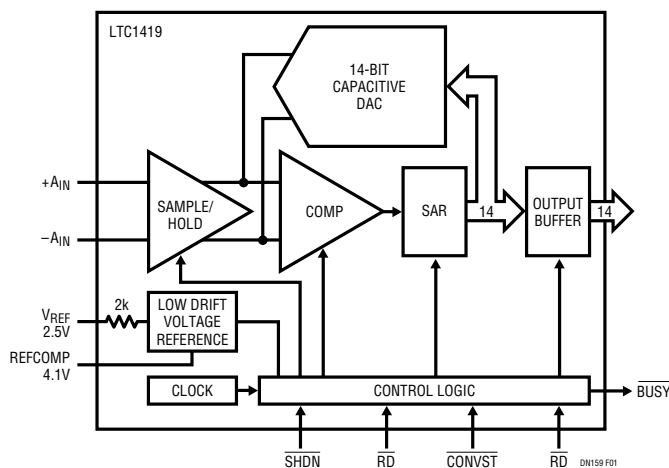 LTC1419
14-BIT
CAPACITIVE
DAC
+AIN
−AIN
SAMPLE/
HOLD
COMP
SAR
14
OUTPUT
BUFFER
14
VREF
2.5V
2k
LOW DRIFT
VOLTAGE
REFERENCE
REFCOMP
4.1V
CLOCK
CONTROL LOGIC
BUSY
SHDN
RD
CONVST
RD
DN159 F01